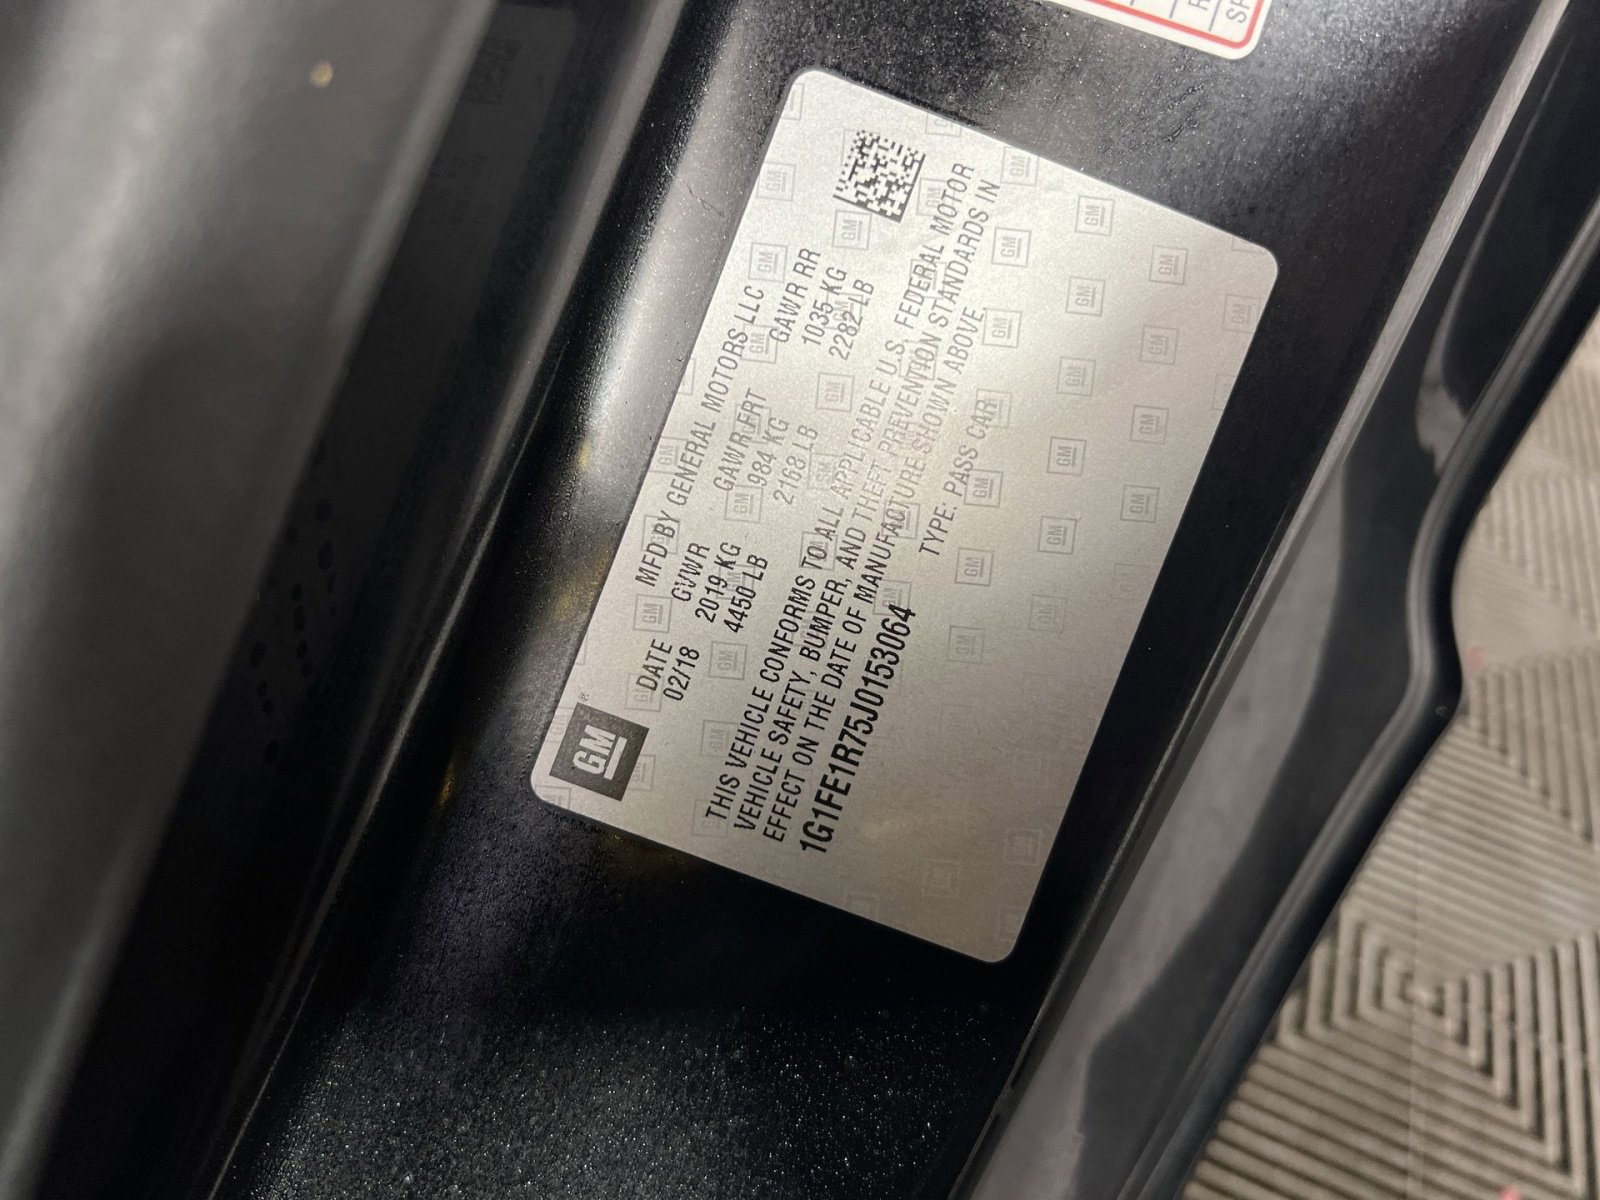 GM
DATE MFD BY GENERAL MOTORS LLC
02/18 GVWR GAWR FRT GAWR RR
2019 KG 984 KG 1035 KG
4450 LB 2168 LB 2282 LB
THIS VEHICLE CONFORMS TO ALL APPLICABLE U.S. FEDERAL MOTOR
VEHICLE SAFETY, BUMPER, AND THEFT PREVENTION STANDARDS IN
EFFECT ON THE DATE OF MANUFACTURE SHOWN ABOVE
1G1FE1R75J0153064 TYPE: PASS CAR